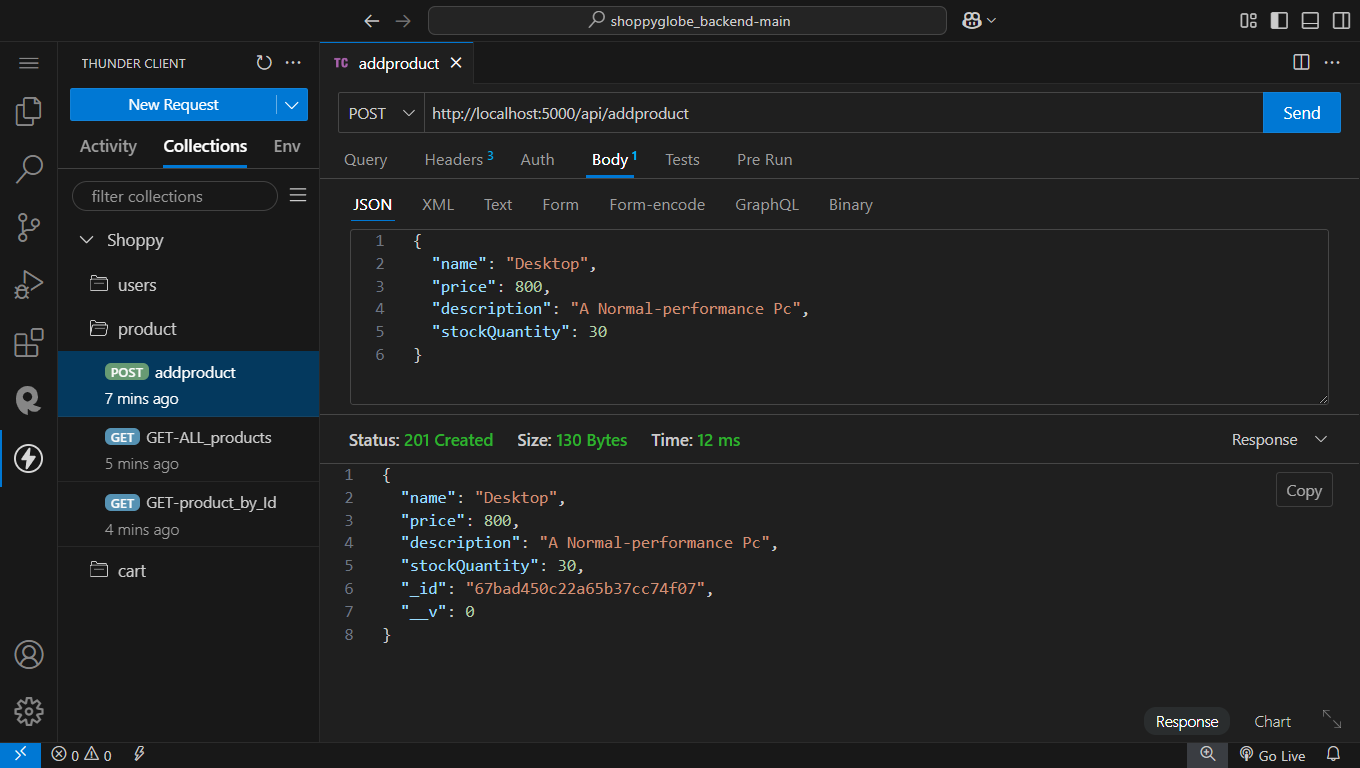 shoppyglobe_backend-main
THUNDER CLIENT
New Request
Activity Collections Env
filter collections
Shoppy
users
product
POST addproduct
7 mins ago
GET GET-ALL_products
5 mins ago
GET GET-product_by_Id
4 mins ago
cart
TC addproduct
POST http://localhost:5000/api/addproduct Send
Query Headers 3 Auth Body 1 Tests Pre Run
JSON XML Text Form Form-encode GraphQL Binary
1 {
2 "name": "Desktop",
3 "price": 800,
4 "description": "A Normal-performance Pc",
5 "stockQuantity": 30
6 }
Status: 201 Created Size: 130 Bytes Time: 12 ms Response
1 {
2 "name": "Desktop",
3 "price": 800,
4 "description": "A Normal-performance Pc",
5 "stockQuantity": 30,
6 "_id": "67bad450c22a65b37cc74f07",
7 "__v": 0
8 }
Copy
Response Chart
0 0 Go Live